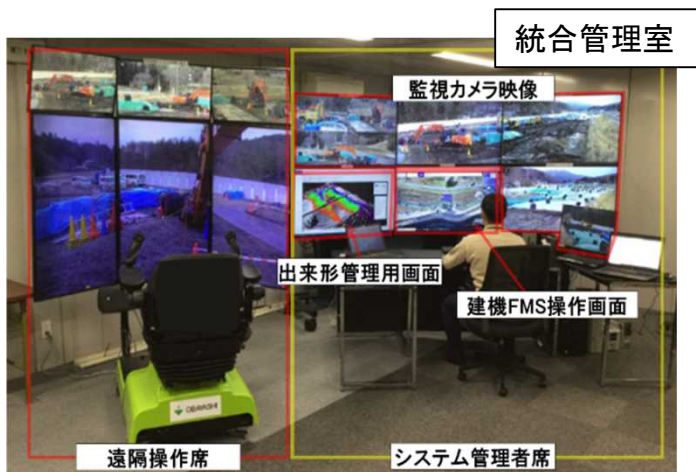 統合管理室
監視カメラ映像
出来形管理用画面
建機FMS操作画面
OBAYASHI
遠隔操作席
システム管理者席